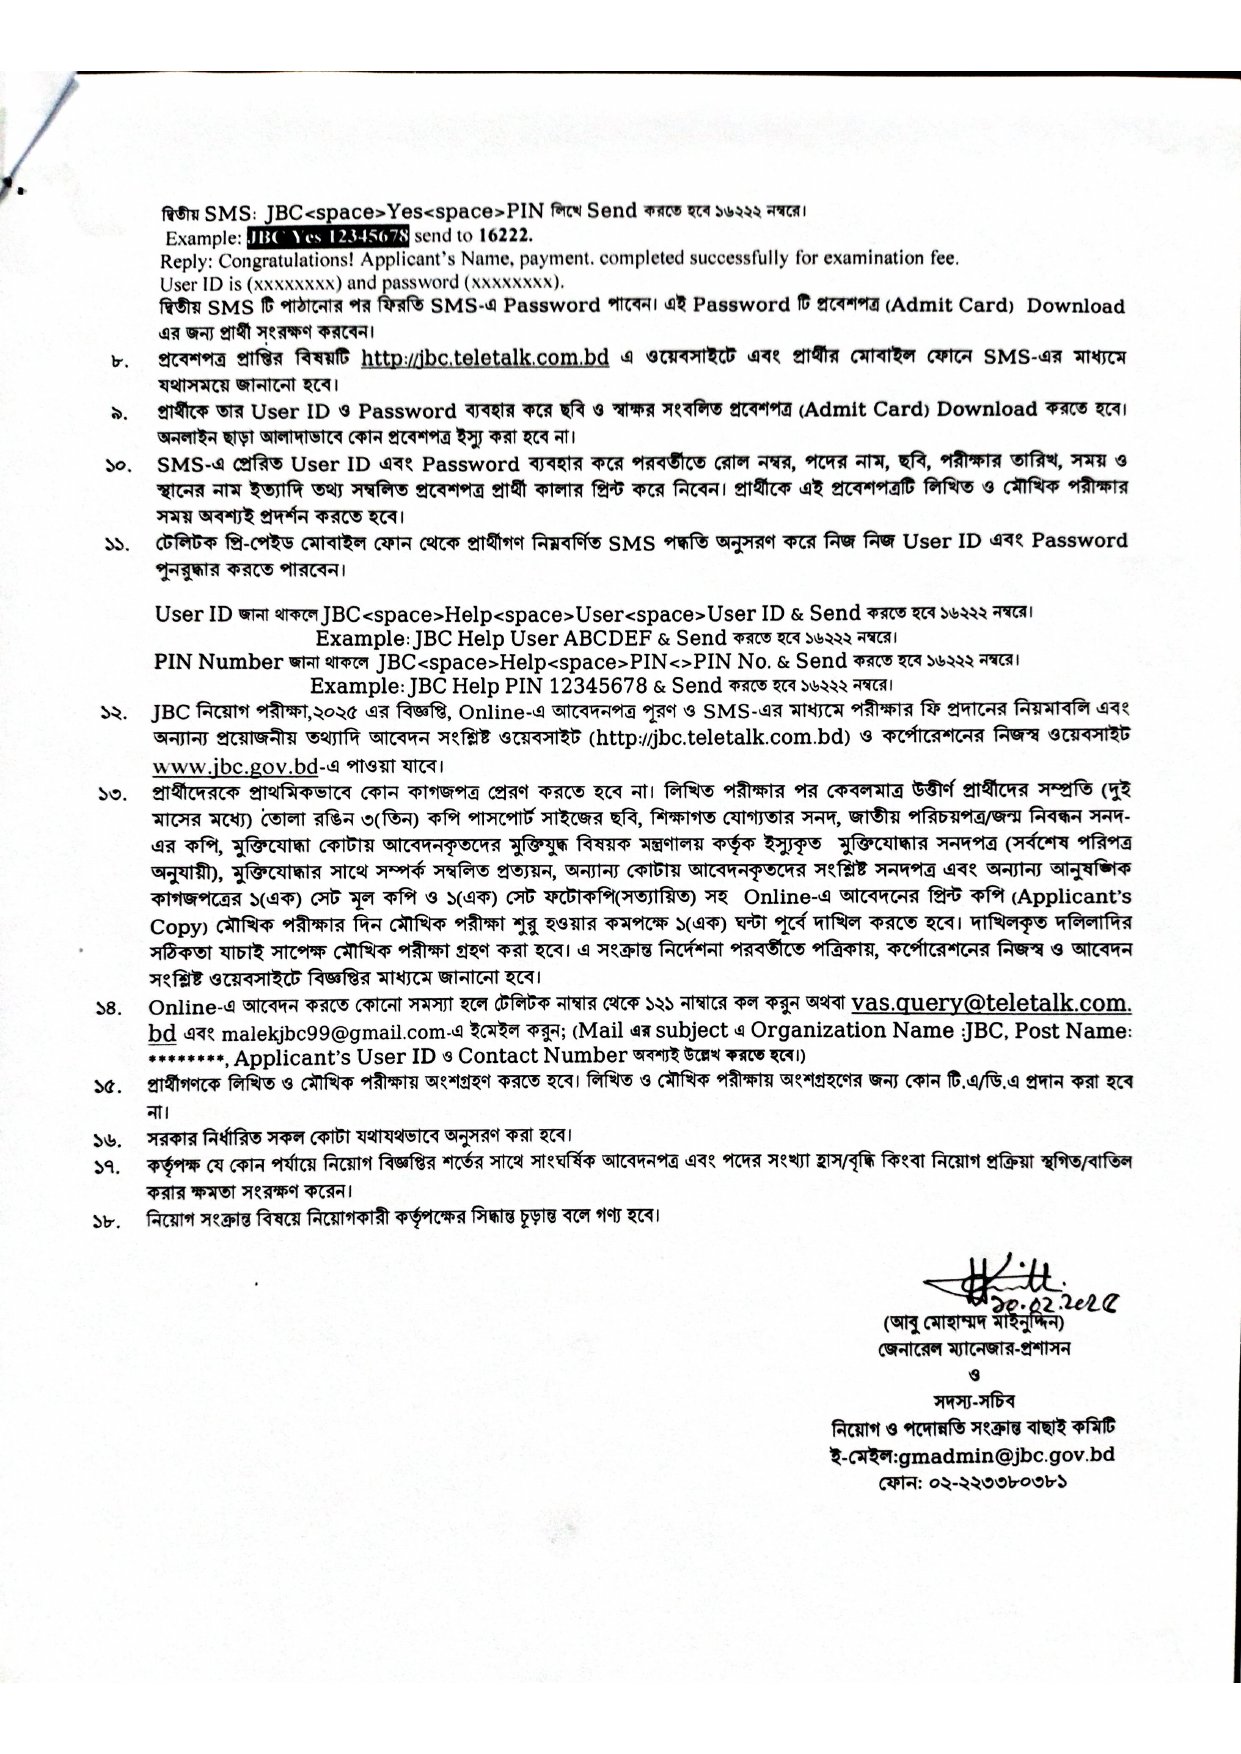 দ্বিতীয় SMS: JBC<space>Yes<space>PIN লিখে Send করতে হবে ১৬২২২ নম্বরে।
Example: JBC Yes 12345678 send to 16222.
Reply: Congratulations! Applicant's Name, payment. completed successfully for examination fee.
User ID is (xxxxxxxx) and password (xxxxxxxx).
দ্বিতীয় SMS টি পাঠানোর পর ফিরতি SMS-এ Password পাবেন। এই Password টি প্রবেশপত্র (Admit Card) Download
এর জন্য প্রার্থী সংরক্ষণ করবেন।
৮. প্রবেশপত্র প্রাপ্তির বিষয়টি http://jbc.teletalk.com.bd এ ওয়েবসাইটে এবং প্রার্থীর মোবাইল ফোনে SMS-এর মাধ্যমে
যথাসময়ে জানানো হবে।
৯. প্রার্থীকে তার User ID ও Password ব্যবহার করে ছবি ও স্বাক্ষর সংবলিত প্রবেশপত্র (Admit Card) Download করতে হবে।
অনলাইন ছাড়া আলাদাভাবে কোন প্রবেশপত্র ইস্যু করা হবে না।
১০. SMS-এ প্রেরিত User ID এবং Password ব্যবহার করে পরবর্তীতে রোল নম্বর, পদের নাম, ছবি, পরীক্ষার তারিখ, সময় ও
স্থানের নাম ইত্যাদি তথ্য সম্বলিত প্রবেশপত্র প্রার্থী কালার প্রিন্ট করে নিবেন। প্রার্থীকে এই প্রবেশপত্রটি লিখিত ও মৌখিক পরীক্ষার
সময় অবশ্যই প্রদর্শন করতে হবে।
১১. টেলিটক প্রি-পেইড মোবাইল ফোন থেকে প্রার্থীগণ নিম্নবর্ণিত SMS পদ্ধতি অনুসরণ করে নিজ নিজ User ID এবং Password
পুনরুদ্ধার করতে পারবেন।
User ID জানা থাকলে JBC<space>Help<space>User<space>User ID & Send করতে হবে ১৬২২২ নম্বরে।
Example: JBC Help User ABCDEF & Send করতে হবে ১৬২২২ নম্বরে।
PIN Number জানা থাকলে JBC<space>Help<space>PIN<>PIN No. & Send করতে হবে ১৬২২২ নম্বরে।
Example: JBC Help PIN 12345678 & Send করতে হবে ১৬২২২ নম্বরে।
১২. JBC নিয়োগ পরীক্ষা,২০২৫ এর বিজ্ঞপ্তি, Online-এ আবেদনপত্র পূরণ ও SMS-এর মাধ্যমে পরীক্ষার ফি প্রদানের নিয়মাবলি এবং
অন্যান্য প্রয়োজনীয় তথ্যাদি আবেদন সংশ্লিষ্ট ওয়েবসাইট (http://jbc.teletalk.com.bd) ও কর্পোরেশনের নিজস্ব ওয়েবসাইট
www.jbc.gov.bd-এ পাওয়া যাবে।
১৩. প্রার্থীদেরকে প্রাথমিকভাবে কোন কাগজপত্র প্রেরণ করতে হবে না। লিখিত পরীক্ষার পর কেবলমাত্র উত্তীর্ণ প্রার্থীদের সম্প্রতি (দুই
মাসের মধ্যে) তোলা রঙিন ৩(তিন) কপি পাসপোর্ট সাইজের ছবি, শিক্ষাগত যোগ্যতার সনদ, জাতীয় পরিচয়পত্র/জন্ম নিবন্ধন সনদ-
এর কপি, মুক্তিযোদ্ধা কোটায় আবেদনকৃতদের মুক্তিযুদ্ধ বিষয়ক মন্ত্রণালয় কর্তৃক ইস্যুকৃত মুক্তিযোদ্ধার সনদপত্র (সর্বশেষ পরিপত্র
অনুযায়ী), মুক্তিযোদ্ধার সাথে সম্পর্ক সম্বলিত প্রত্যয়ন, অন্যান্য কোটায় আবেদনকৃতদের সংশ্লিষ্ট সনদপত্র এবং অন্যান্য আনুষঙ্গিক
কাগজপত্রের ১(এক) সেট মূল কপি ও ১(এক) সেট ফটোকপি(সত্যায়িত) সহ Online-এ আবেদনের প্রিন্ট কপি (Applicant's
Copy) মৌখিক পরীক্ষার দিন মৌখিক পরীক্ষা শুরু হওয়ার কমপক্ষে ১(এক) ঘন্টা পূর্বে দাখিল করতে হবে। দাখিলকৃত দলিলাদির
সঠিকতা যাচাই সাপেক্ষ মৌখিক পরীক্ষা গ্রহণ করা হবে। এ সংক্রান্ত নির্দেশনা পরবর্তীতে পত্রিকায়, কর্পোরেশনের নিজস্ব ও আবেদন
সংশ্লিষ্ট ওয়েবসাইটে বিজ্ঞপ্তির মাধ্যমে জানানো হবে।
১৪. Online-এ আবেদন করতে কোনো সমস্যা হলে টেলিটক নাম্বার থেকে ১২১ নাম্বারে কল করুন অথবা vas.query@teletalk.com.
bd এবং malekjbc99@gmail.com-এ ইমেইল করুন; (Mail এর subject এ Organization Name :JBC, Post Name:
********, Applicant's User ID ও Contact Number অবশ্যই উল্লেখ করতে হবে।)
১৫. প্রার্থীগণকে লিখিত ও মৌখিক পরীক্ষায় অংশগ্রহণ করতে হবে। লিখিত ও মৌখিক পরীক্ষায় অংশগ্রহণের জন্য কোন টি.এ/ডি.এ প্রদান করা হবে
না।
১৬. সরকার নির্ধারিত সকল কোটা যথাযথভাবে অনুসরণ করা হবে।
১৭. কর্তৃপক্ষ যে কোন পর্যায়ে নিয়োগ বিজ্ঞপ্তির শর্তের সাথে সাংঘর্ষিক আবেদনপত্র এবং পদের সংখ্যা হ্রাস/বৃদ্ধি কিংবা নিয়োগ প্রক্রিয়া স্থগিত/বাতিল
করার ক্ষমতা সংরক্ষণ করেন।
১৮. নিয়োগ সংক্রান্ত বিষয়ে নিয়োগকারী কর্তৃপক্ষের সিদ্ধান্ত চূড়ান্ত বলে গণ্য হবে।
২০.০২.২০২৫
(আবু মোহাম্মদ মাইনুদ্দিন)
জেনারেল ম্যানেজার-প্রশাসন
ও
সদস্য-সচিব
নিয়োগ ও পদোন্নতি সংক্রান্ত বাছাই কমিটি
ই-মেইল:gmadmin@jbc.gov.bd
ফোন: ০২-২২৩৩৮০৩৮১